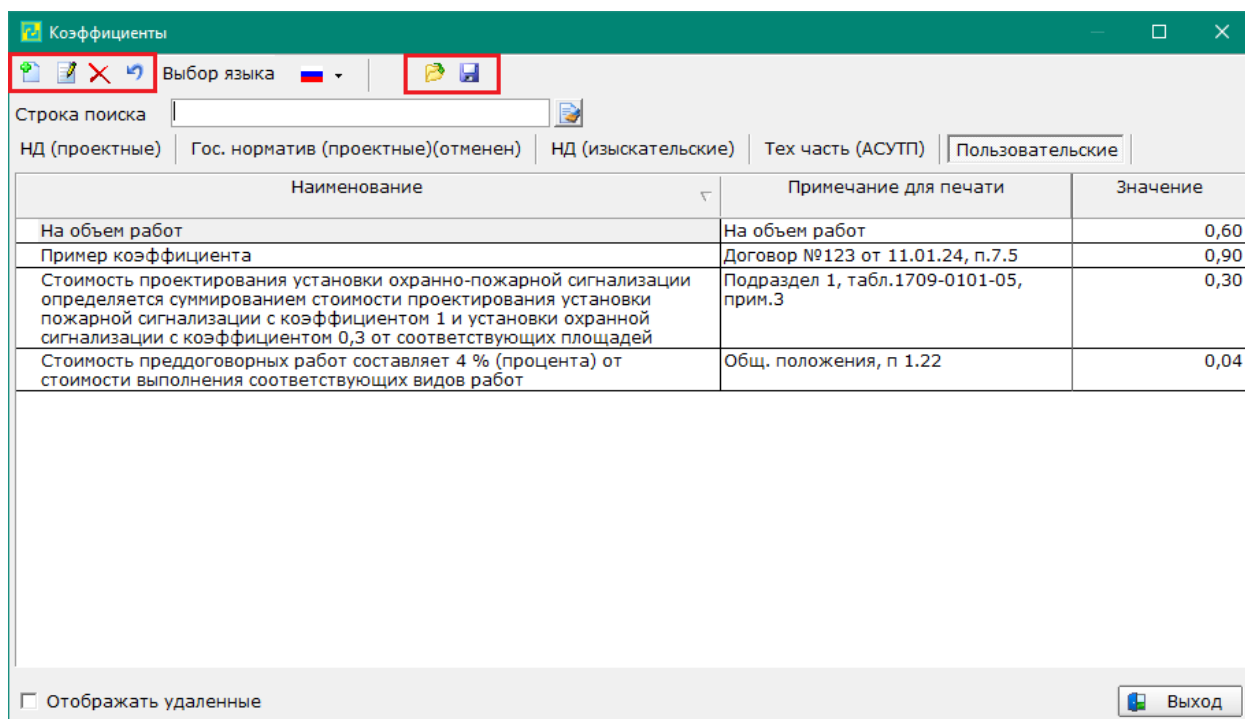 Коэффициенты
Выбор языка
Строка поиска
НД (проектные) Гос. норматив (проектные)(отменен) НД (изыскательские) Тех часть (АСУТП) Пользовательские
Наименование Примечание для печати Значение
На объем работ На объем работ 0,60
Пример коэффициента Договор №123 от 11.01.24, п.7.5 0,90
Стоимость проектирования установки охранно-пожарной сигнализации Подраздел 1, табл.1709-0101-05, 0,30
определяется суммированием стоимости проектирования установки прим.3
пожарной сигнализации с коэффициентом 1 и установки охранной
сигнализации с коэффициентом 0,3 от соответствующих площадей
Стоимость преддоговорных работ составляет 4 % (процента) от Общ. положения, п 1.22 0,04
стоимости выполнения соответствующих видов работ
Отображать удаленные Выход